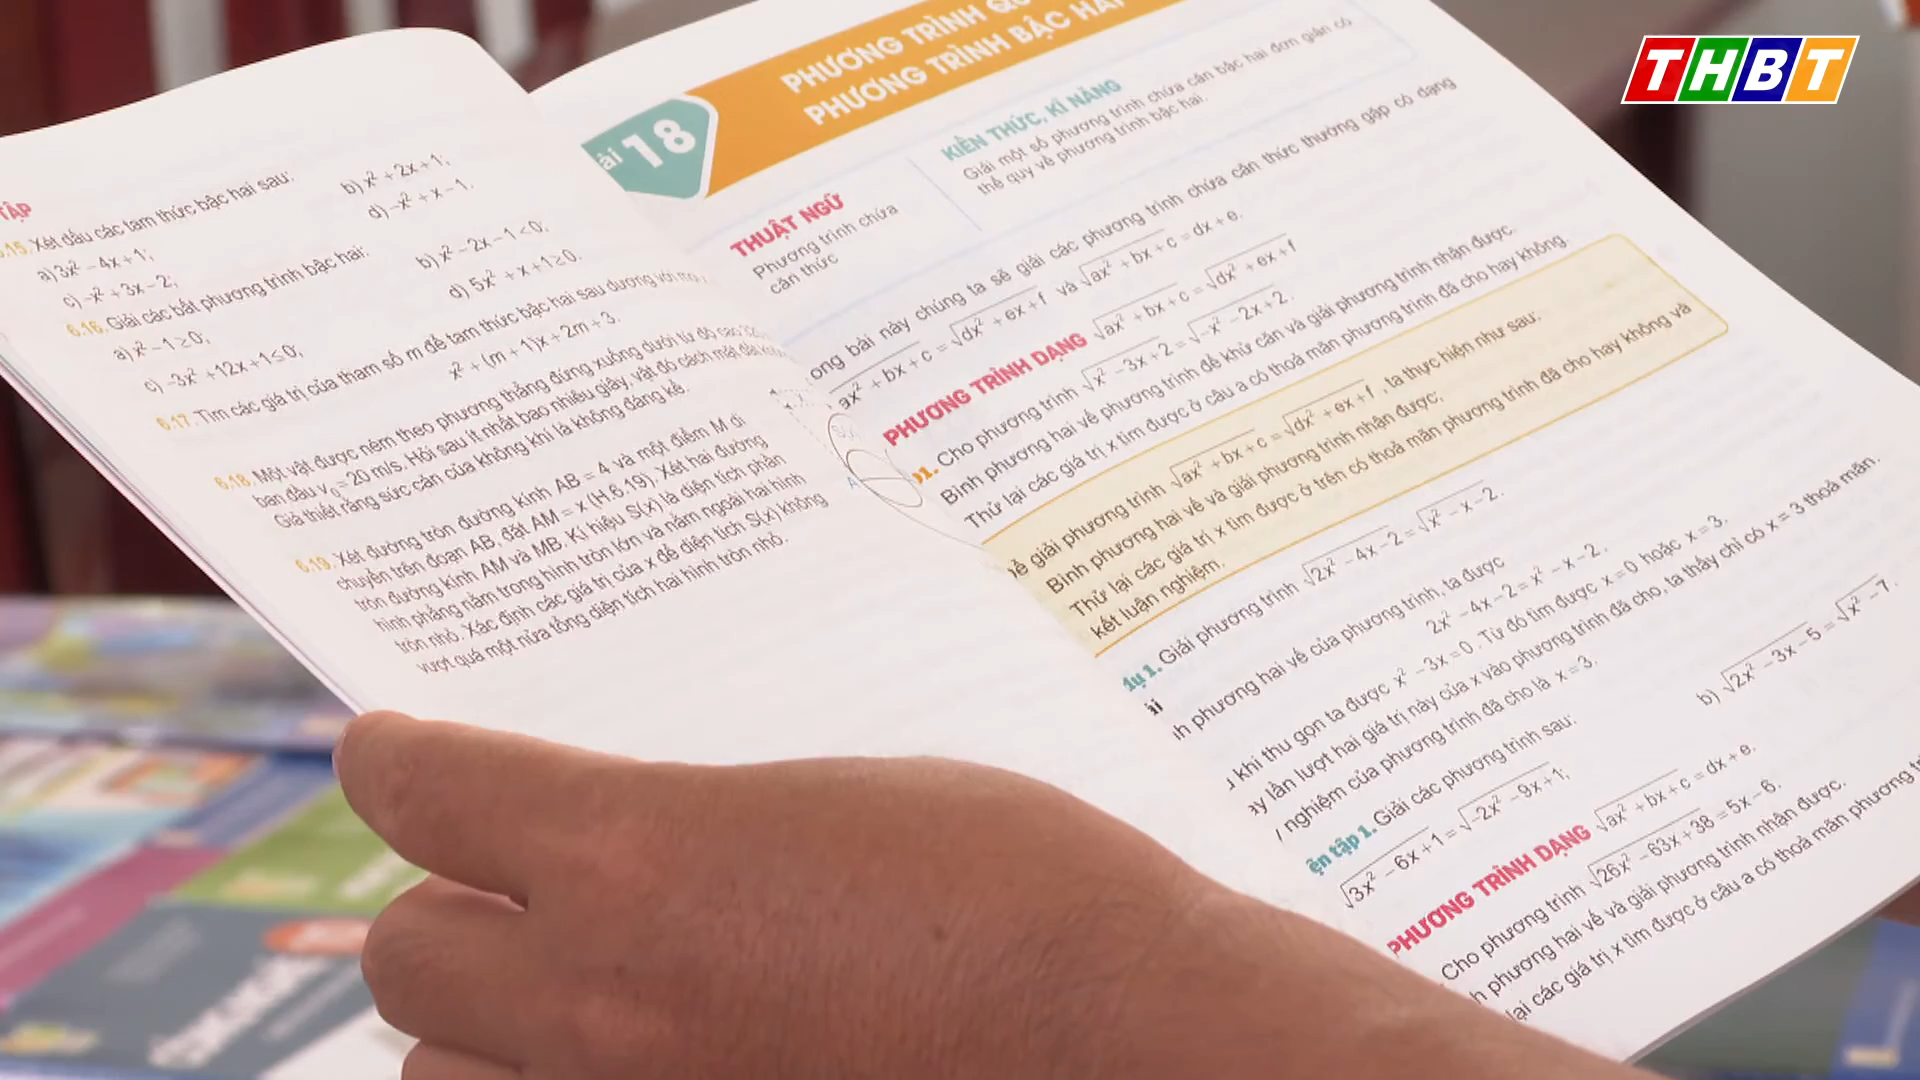 THBT
TẬP
6.15. Xét dấu các tam thức bậc hai sau:
a) 3x² – 4x + 1;
b) x² + 2x + 1;
c) –x² + 3x – 2;
d) –x² + x – 1.
6.16. Giải các bất phương trình bậc hai:
a) x² – 1 ≥ 0;
b) x² – 2x – 1 < 0;
c) –3x² + 12x + 1 ≤ 0;
d) 5x² + x + 1 ≥ 0.
6.17. Tìm các giá trị của tham số m để tam thức bậc hai sau dương với mọi
x² + (m + 1)x + 2m + 3.
6.18. Một vật được ném theo phương thẳng đứng xuống dưới từ độ cao
ban đầu v₀ = 20 m/s. Hỏi sau ít nhất bao nhiêu giây, vật đó cách mặt đất
Giả thiết rằng sức cản của không khí là không đáng kể.
6.19. Xét đường tròn đường kính AB = 4 và một điểm M di
chuyển trên đoạn AB, đặt AM = x (H.6.19). Xét hai đường
tròn đường kính AM và MB. Kí hiệu S(x) là diện tích phần
hình phẳng nằm trong hình tròn lớn và nằm ngoài hai hình
tròn nhỏ. Xác định các giá trị của x để diện tích S(x) không
vượt quá một nửa tổng diện tích hai hình tròn nhỏ.
ài 18
PHƯƠNG TRÌNH
PHƯƠNG TRÌNH BẬC HAI
THUẬT NGỮ
Phương trình chứa
căn thức
KIẾN THỨC, KĨ NĂNG
Giải một số phương trình chứa căn bậc hai đơn giản có
thể quy về phương trình bậc hai.
ong bài này chúng ta sẽ giải các phương trình chứa căn thức thường gặp có dạng
√ax² + bx + c = √dx² + ex + f và √ax² + bx + c = dx + e.
PHƯƠNG TRÌNH DẠNG √ax² + bx + c = √dx² + ex + f
1. Cho phương trình √x² – 3x + 2 = √–x² – 2x + 2.
Bình phương hai vế phương trình để khử căn và giải phương trình nhận được.
Thử lại các giá trị x tìm được ở câu a có thoả mãn phương trình đã cho hay không.
ể giải phương trình √ax² + bx + c = √dx² + ex + f, ta thực hiện như sau:
Bình phương hai vế và giải phương trình nhận được;
Thử lại các giá trị x tìm được ở trên có thoả mãn phương trình đã cho hay không và
kết luận nghiệm.
dụ 1. Giải phương trình √2x² – 4x – 2 = √x² – x – 2.
ải
nh phương hai vế của phương trình, ta được
2x² – 4x – 2 = x² – x – 2.
u khi thu gọn ta được x² – 3x = 0. Từ đó tìm được x = 0 hoặc x = 3.
ay lần lượt hai giá trị này của x vào phương trình đã cho, ta thấy chỉ có x = 3 thoả mãn.
nghiệm của phương trình đã cho là x = 3.
ện tập 1. Giải các phương trình sau:
√3x² – 6x + 1 = √–2x² – 9x + 1;
b) √2x² – 3x – 5 = √x² – 7.
PHƯƠNG TRÌNH DẠNG √ax² + bx + c = dx + e.
Cho phương trình √26x² – 63x + 38 = 5x – 6.
h phương hai vế và giải phương trình nhận được.
lại các giá trị x tìm được ở câu a có thoả mãn phương